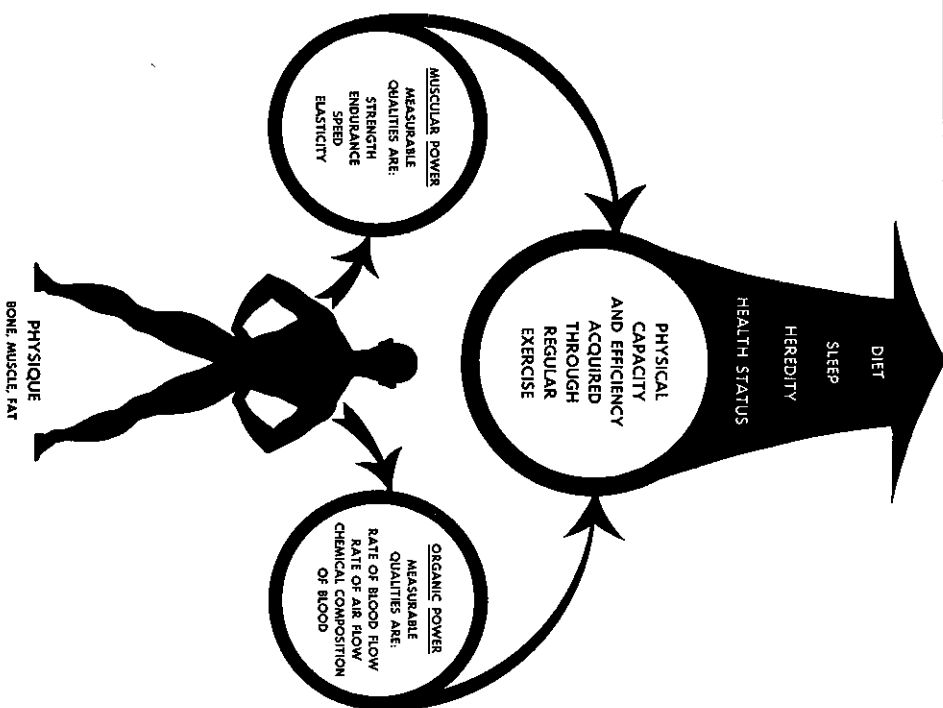 DIET
SLEEP
HEREDITY
HEALTH STATUS
PHYSICAL
CAPACITY
AND EFFICIENCY
ACQUIRED
THROUGH
REGULAR
EXERCISE
MUSCULAR POWER
MEASURABLE
QUALITIES ARE:
STRENGTH
ENDURANCE
SPEED
ELASTICITY
ORGANIC POWER
MEASURABLE
QUALITIES ARE:
RATE OF BLOOD FLOW
RATE OF AIR FLOW
CHEMICAL COMPOSITION
OF BLOOD
PHYSIQUE
BONE, MUSCLE, FAT